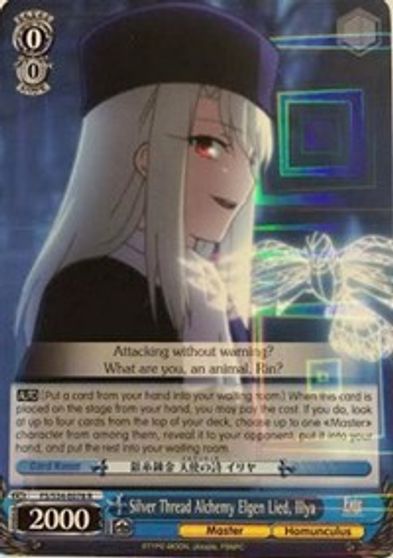 0
0
Attacking without warning?
What are you, an animal, Rin?
AUTO [Put a card from your hand into your waiting room] When this card is
placed on the stage from your hand, you may pay the cost. If you do, look
at up to four cards from the top of your deck, choose up to one «Master»
character from among them, reveal it to your opponent, put it into your
hand, and put the rest into your waiting room.
Card Name
銀糸錬金 天使の詩 イリヤ
2000
Silver Thread Alchemy Elgen Lied, Illya
Master
Homunculus